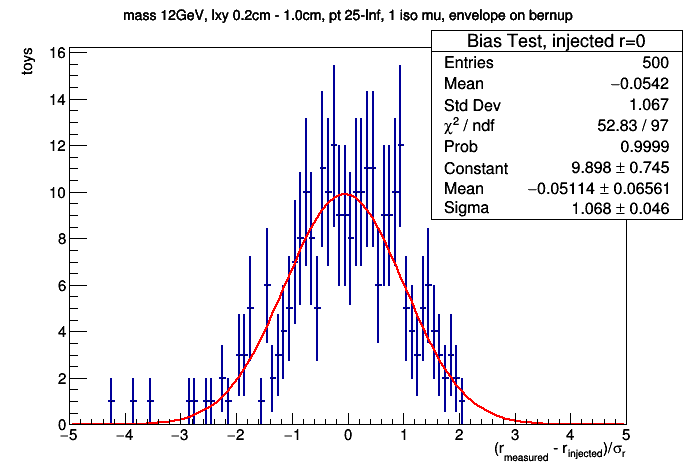 mass 12GeV, lxy 0.2cm - 1.0cm, pt 25-Inf, 1 iso mu, envelope on bernup
toys
Bias Test, injected r=0
Entries 500
Mean −0.0542
Std Dev 1.067
χ² / ndf 52.83 / 97
Prob 0.9999
Constant 9.898 ± 0.745
Mean −0.05114 ± 0.06561
Sigma 1.068 ± 0.046
16
14
12
10
8
6
4
2
0
−5 −4 −3 −2 −1 0 1 2 3 4 5
(r_measured - r_injected)/σ_r